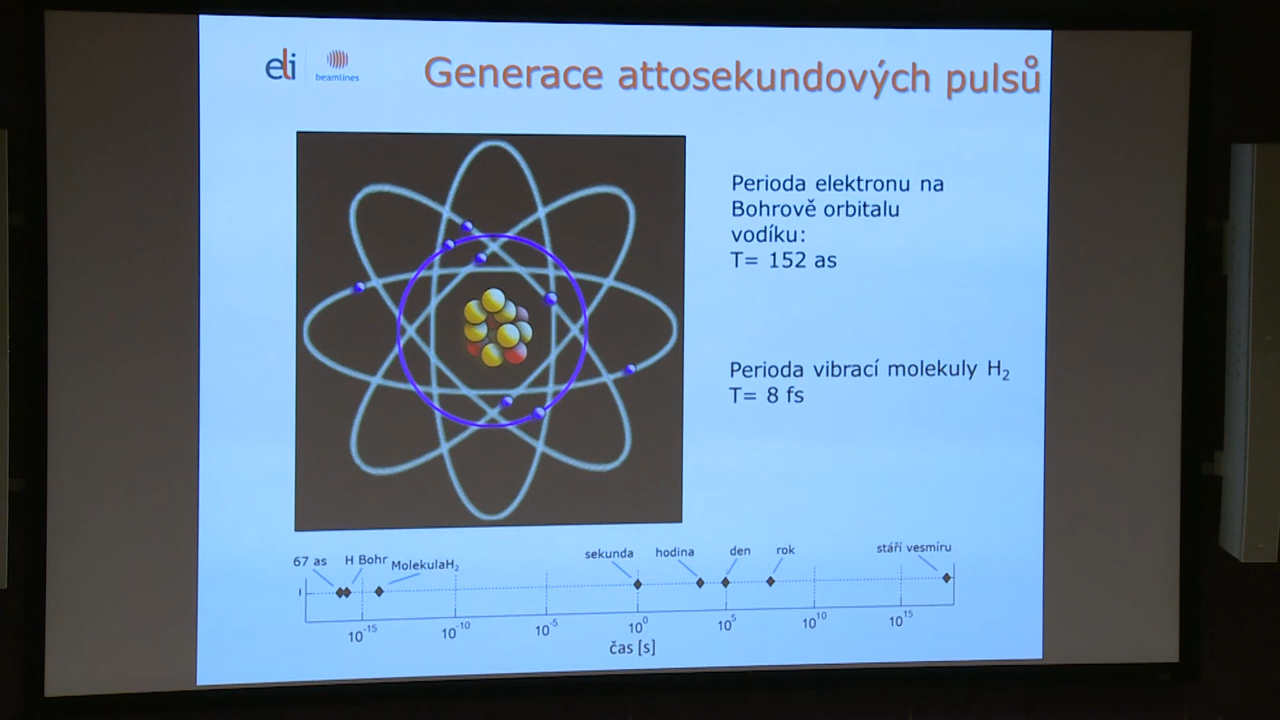 eli beamlines
Generace attosekundových pulsů
Perioda elektronu na
Bohrově orbitalu
vodíku:
T= 152 as
Perioda vibrací molekuly H₂
T= 8 fs
67 as
H Bohr
MolekulaH₂
sekunda
hodina
den
rok
stáří vesmíru
10⁻¹⁵
10⁻¹⁰
10⁻⁵
10⁰
10⁵
10¹⁰
10¹⁵
čas [s]